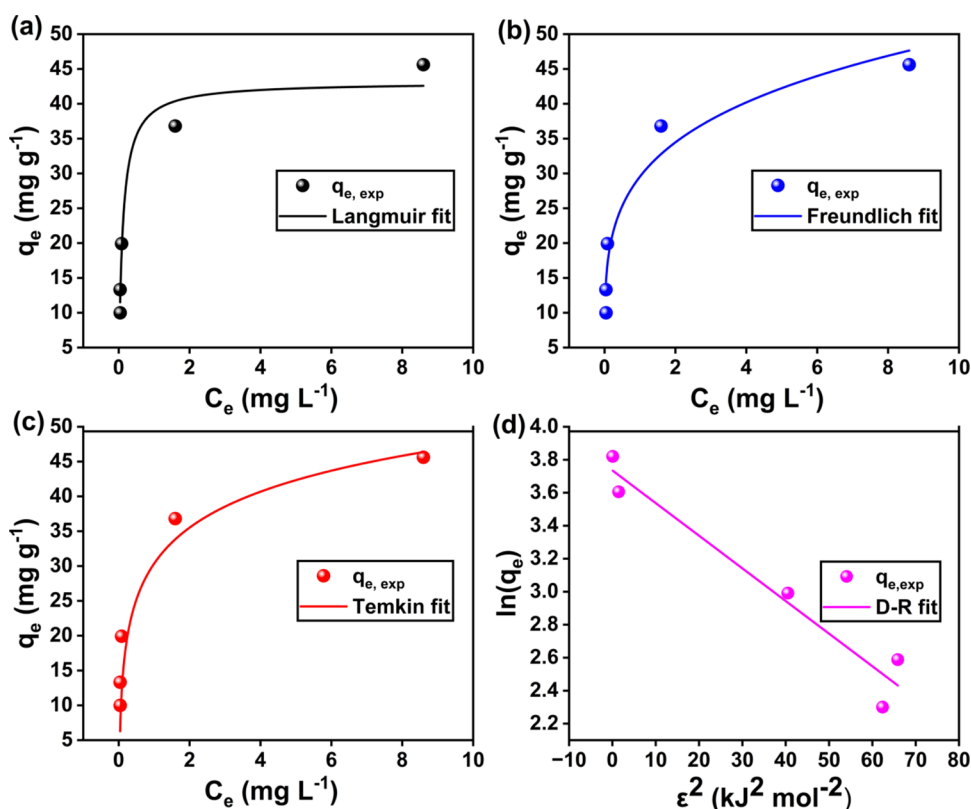 (a)
50
45
40
35
30
25
20
15
10
5
qₑ (mg g⁻¹)
qₑ, ₑₓₚ
Langmuir fit
0 2 4 6 8 10
Cₑ (mg L⁻¹)
(b)
50
45
40
35
30
25
20
15
10
5
qₑ (mg g⁻¹)
qₑ, ₑₓₚ
Freundlich fit
0 2 4 6 8 10
Cₑ (mg L⁻¹)
(c)
50
45
40
35
30
25
20
15
10
5
qₑ (mg g⁻¹)
qₑ, ₑₓₚ
Temkin fit
0 2 4 6 8 10
Cₑ (mg L⁻¹)
(d)
4.0
3.8
3.6
3.4
3.2
3.0
2.8
2.6
2.4
2.2
ln(qₑ)
qₑ,ₑₓₚ
D-R fit
−10 0 10 20 30 40 50 60 70 80
ε² (kJ² mol⁻²)